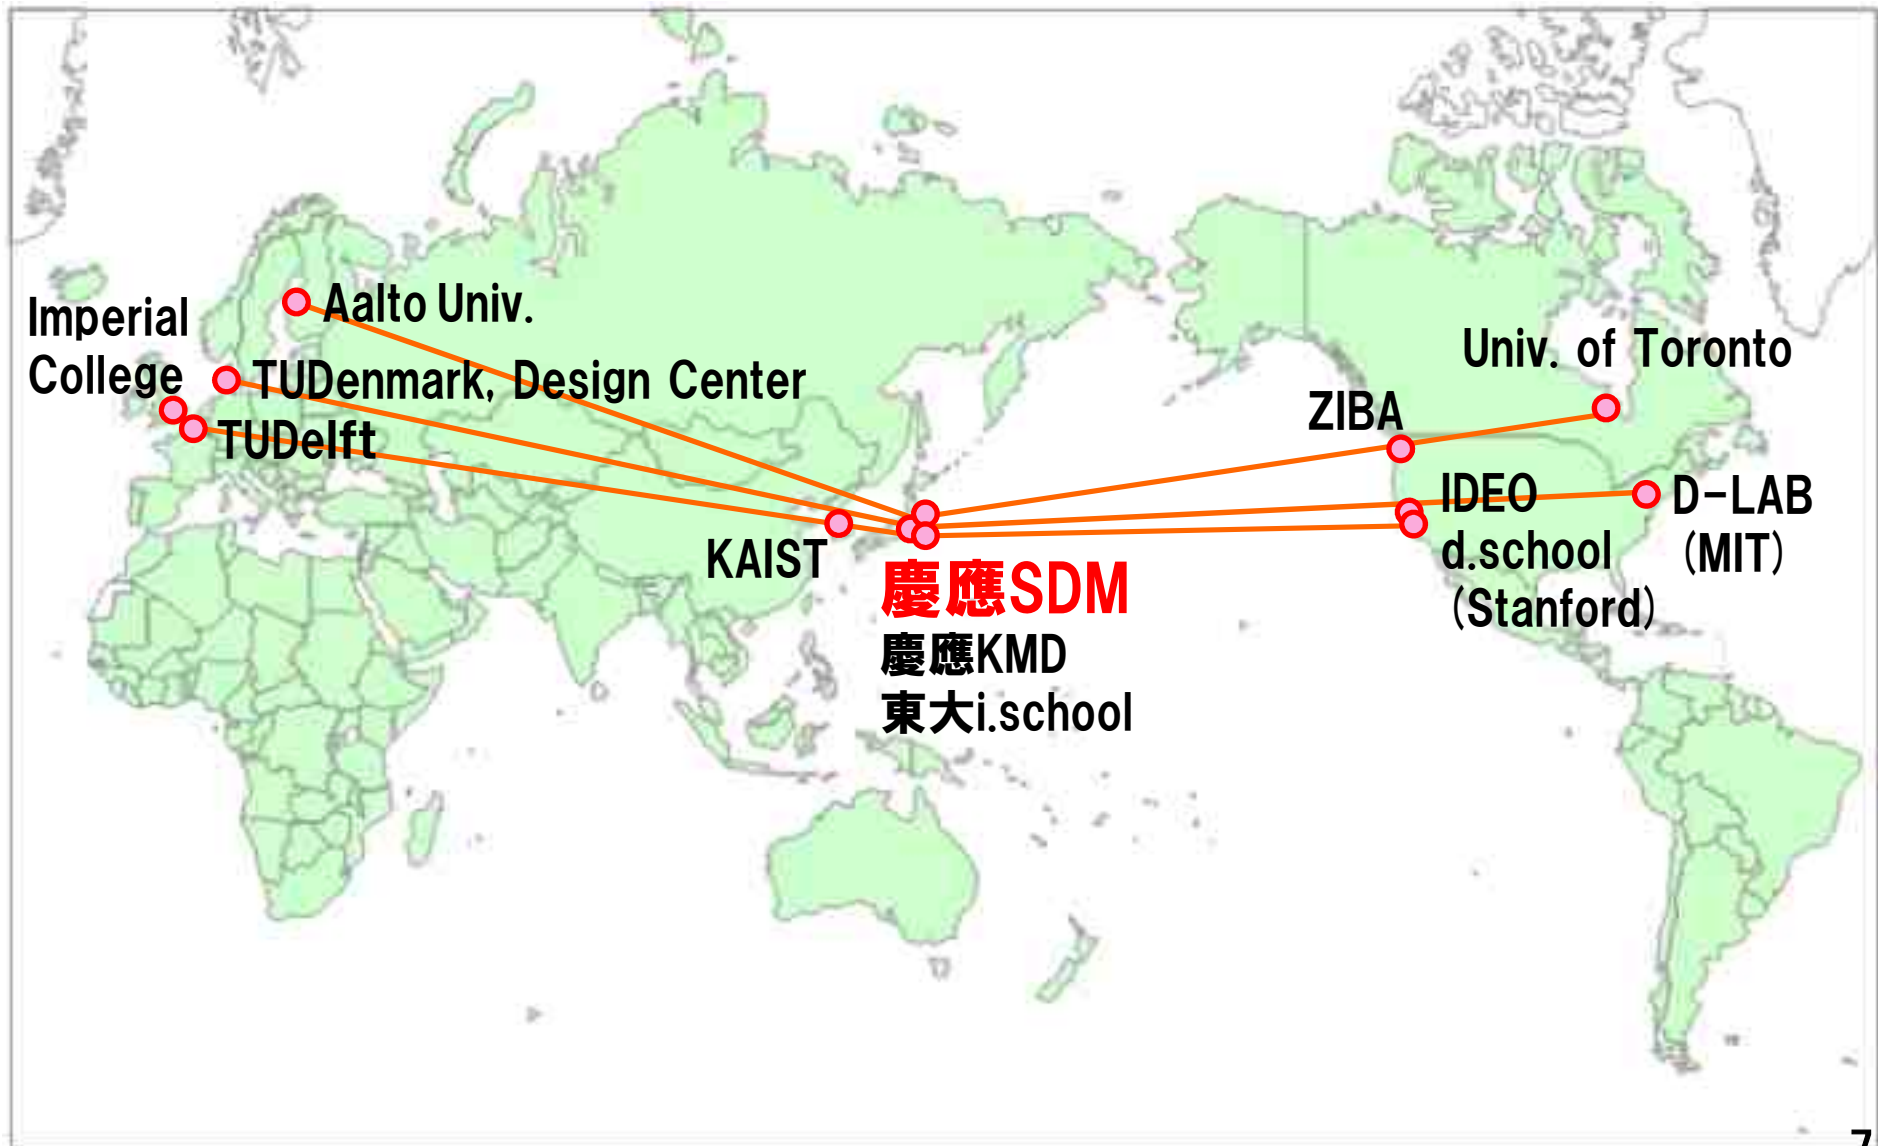 Imperial
College
Aalto Univ.
TUDenmark, Design Center
TUDelft
KAIST
慶應SDM
慶應KMD
東大i.school
Univ. of Toronto
ZIBA
IDEO
d.school
(Stanford)
D-LAB
(MIT)
7